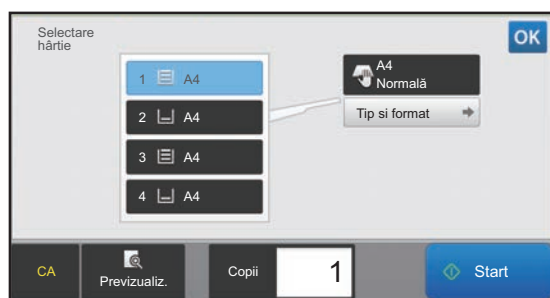 Selectare
hârtie
OK
1 A4
2 A4
3 A4
4 A4
A4
Normală
Tip si format
CA
Previzualiz.
Copii
1
Start